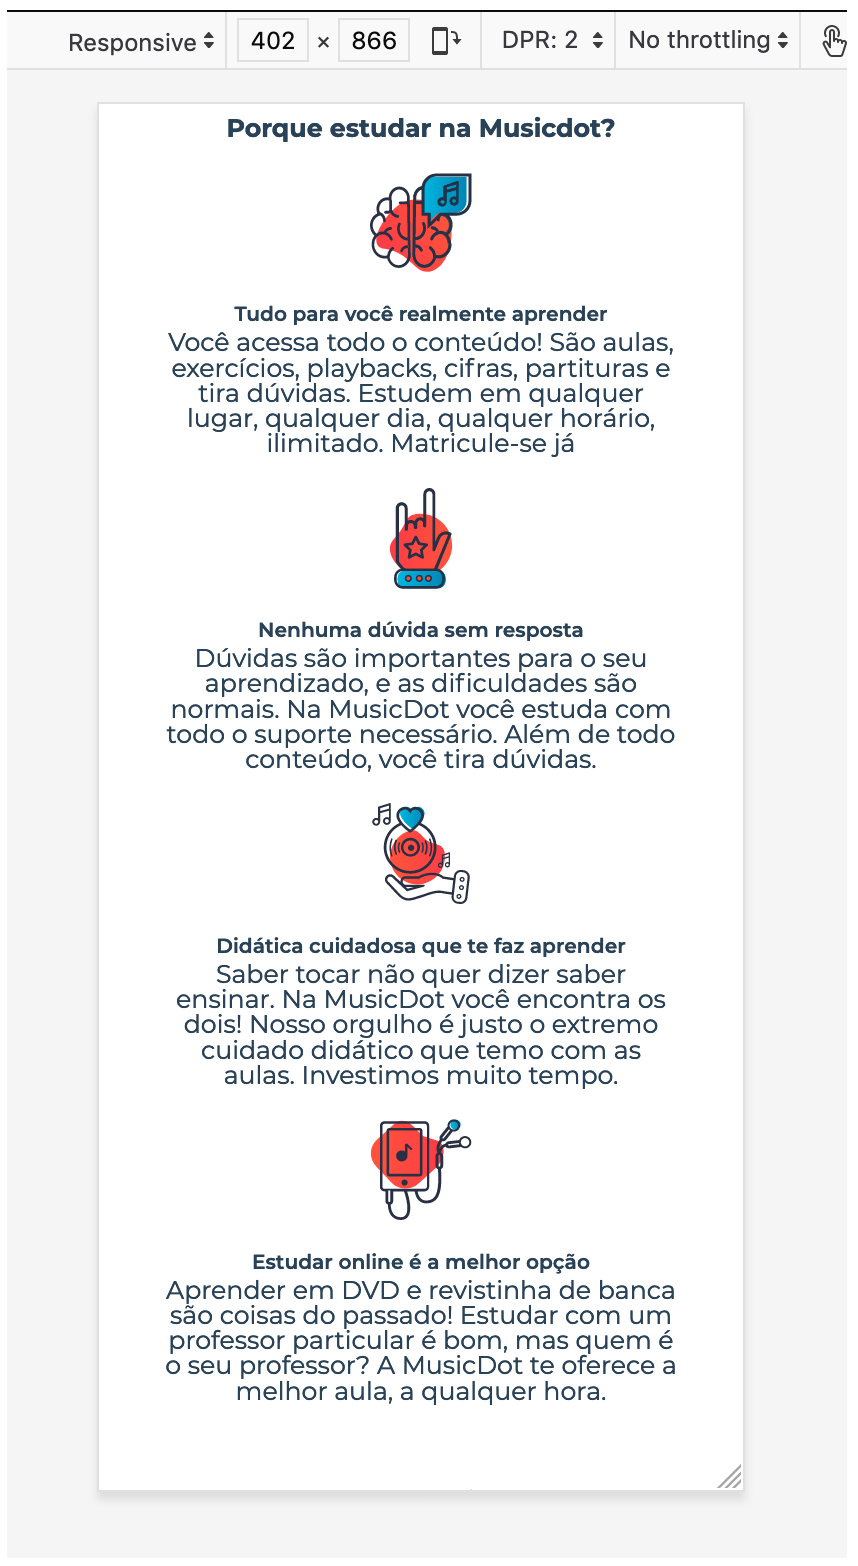 Responsive 402 × 866 DPR: 2 No throttling
Porque estudar na Musicdot?
Tudo para você realmente aprender
Você acessa todo o conteúdo! São aulas,
exercícios, playbacks, cifras, partituras e
tira dúvidas. Estudem em qualquer
lugar, qualquer dia, qualquer horário,
ilimitado. Matricule-se já
Nenhuma dúvida sem resposta
Dúvidas são importantes para o seu
aprendizado, e as dificuldades são
normais. Na MusicDot você estuda com
todo o suporte necessário. Além de todo
conteúdo, você tira dúvidas.
Didática cuidadosa que te faz aprender
Saber tocar não quer dizer saber
ensinar. Na MusicDot você encontra os
dois! Nosso orgulho é justo o extremo
cuidado didático que temo com as
aulas. Investimos muito tempo.
Estudar online é a melhor opção
Aprender em DVD e revistinha de banca
são coisas do passado! Estudar com um
professor particular é bom, mas quem é
o seu professor? A MusicDot te oferece a
melhor aula, a qualquer hora.